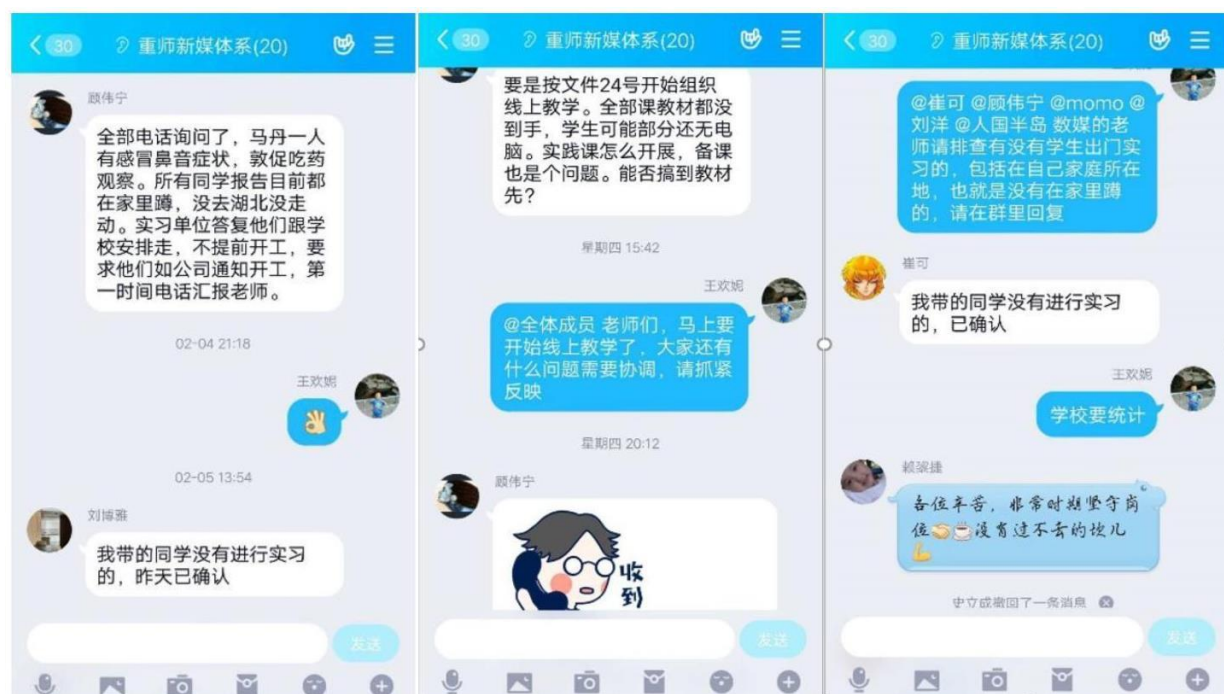 30
重师新媒体系(20)
顾伟宁
全部电话询问了，马丹一人
有感冒鼻音症状，敦促吃药
观察。所有同学报告目前都
在家里蹲，没去湖北没走
动。实习单位答复他们跟学
校安排走，不提前开工，要
求他们如公司通知开工，第
一时间电话汇报老师。
02-04 21:18
王欢妮
02-05 13:54
刘博雅
我带的同学没有进行实习
的，昨天已确认
发送
30
重师新媒体系(20)
要是按文件24号开始组织
线上教学。全部课教材都没
到手，学生可能部分还无电
脑。实践课怎么开展，备课
也是个问题。能否搞到教材
先？
星期四 15:42
王欢妮
@全体成员 老师们，马上要
开始线上教学了，大家还有
什么问题需要协调，请抓紧
反映
星期四 20:12
顾伟宁
收
到
发送
30
重师新媒体系(20)
@崔可 @顾伟宁 @momo @
刘洋 @人国半岛 数媒的老
师请排查有没有学生出门实
习的，包括在自己家庭所在
地，也就是没有在家里蹲
的，请在群里回复
崔可
我带的同学没有进行实习
的，已确认
王欢妮
学校要统计
赖骙捷
各位辛苦，非常时期坚守岗
位没有过不去的坎儿
史立成撤回了一条消息
发送